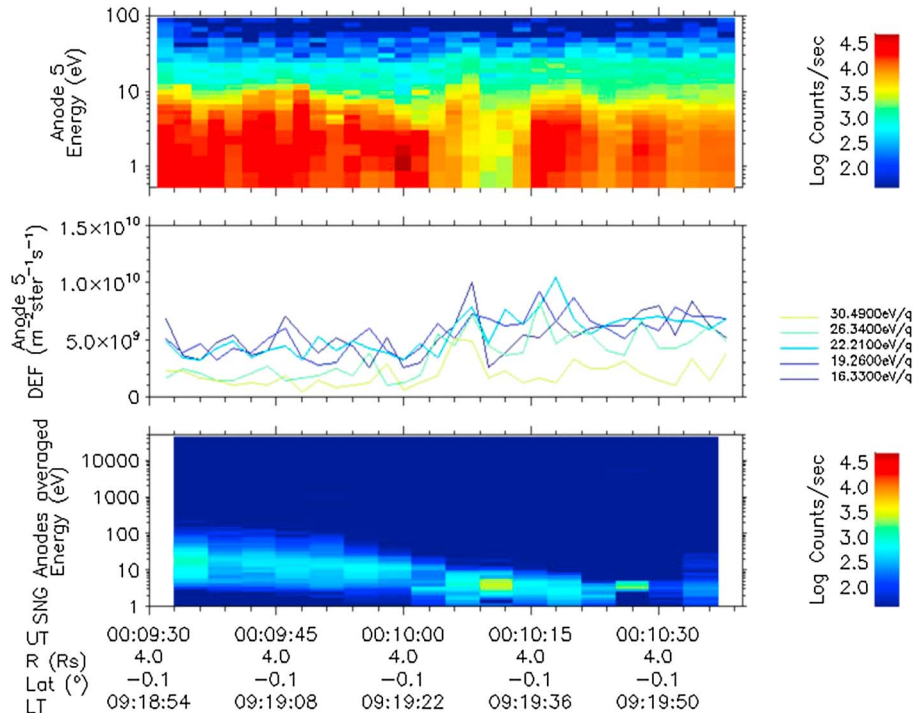 100
10
1
Anode 5
Energy (eV)
4.5
4.0
3.5
3.0
2.5
2.0
Log Counts/sec
1.5×10¹⁰
1.0×10¹⁰
5.0×10⁹
0
Anode 5
DEF (m⁻²ster⁻¹s⁻¹)
30.4900eV/q
26.3400eV/q
22.2100eV/q
19.2600eV/q
16.3300eV/q
10000
1000
100
10
1
SNG Anodes averaged
Energy (eV)
4.5
4.0
3.5
3.0
2.5
2.0
Log Counts/sec
UT 00:09:30 00:09:45 00:10:00 00:10:15 00:10:30
R (Rs) 4.0 4.0 4.0 4.0 4.0
Lat (°) −0.1 −0.1 −0.1 −0.1 −0.1
LT 09:18:54 09:19:08 09:19:22 09:19:36 09:19:50